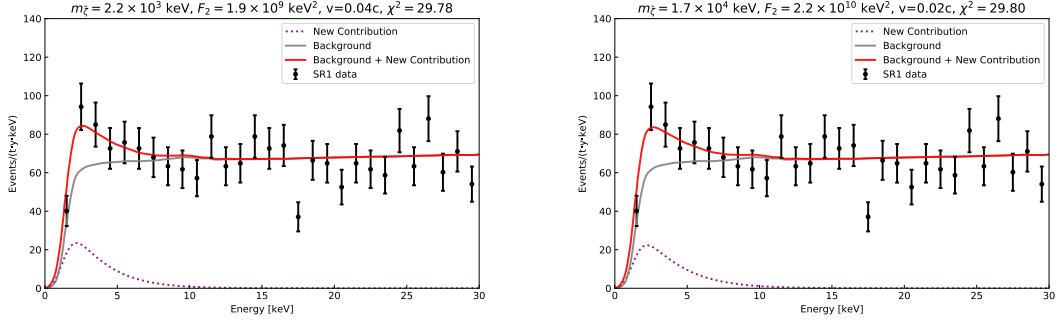 m_ζ̃ = 2.2 × 10³ keV, F₂ = 1.9 × 10⁹ keV², v=0.04c, χ² = 29.78
Events/(t•y•keV)
140
120
100
80
60
40
20
0
New Contribution
Background
Background + New Contribution
SR1 data
0 5 10 15 20 25 30
Energy [keV]
m_ζ̃ = 1.7 × 10⁴ keV, F₂ = 2.2 × 10¹⁰ keV², v=0.02c, χ² = 29.80
Events/(t•y•keV)
140
120
100
80
60
40
20
0
New Contribution
Background
Background + New Contribution
SR1 data
0 5 10 15 20 25 30
Energy [keV]